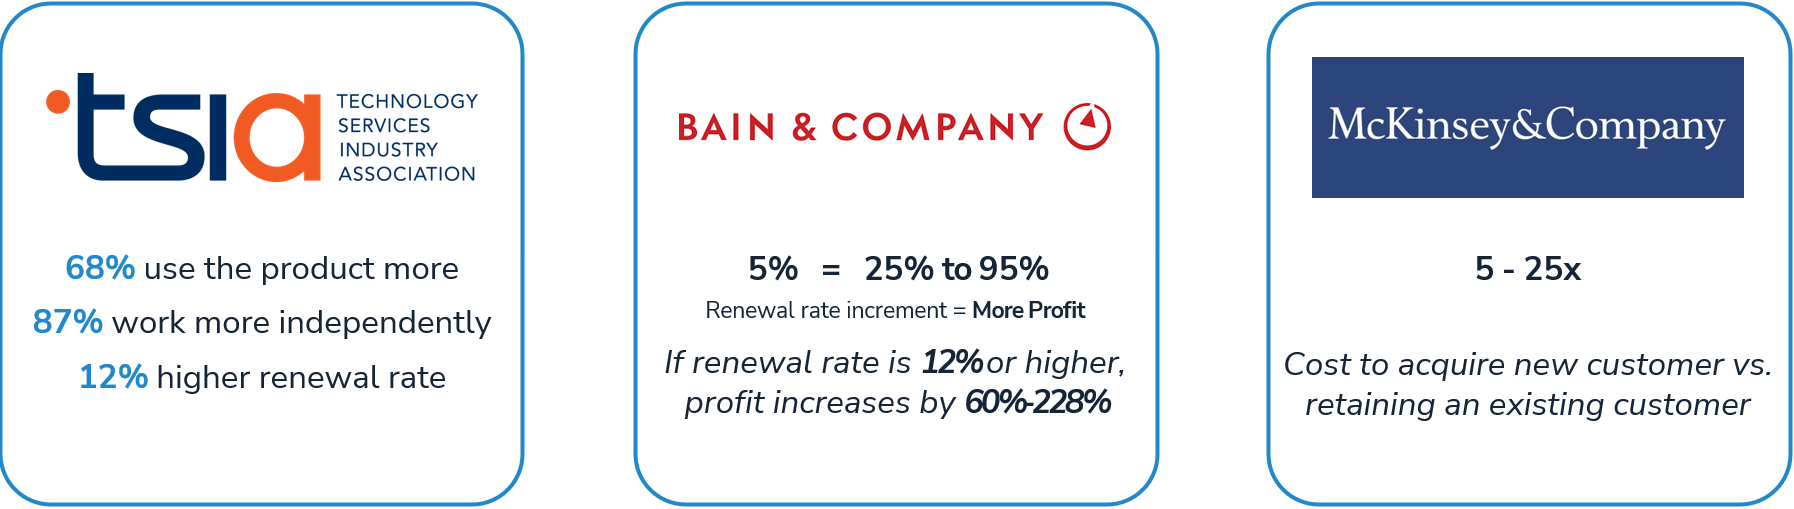 tsia
TECHNOLOGY
SERVICES
INDUSTRY
ASSOCIATION
68% use the product more
87% work more independently
12% higher renewal rate
BAIN & COMPANY
5% = 25% to 95%
Renewal rate increment = More Profit
If renewal rate is 12% or higher,
profit increases by 60%-228%
McKinsey&Company
5 - 25x
Cost to acquire new customer vs.
retaining an existing customer